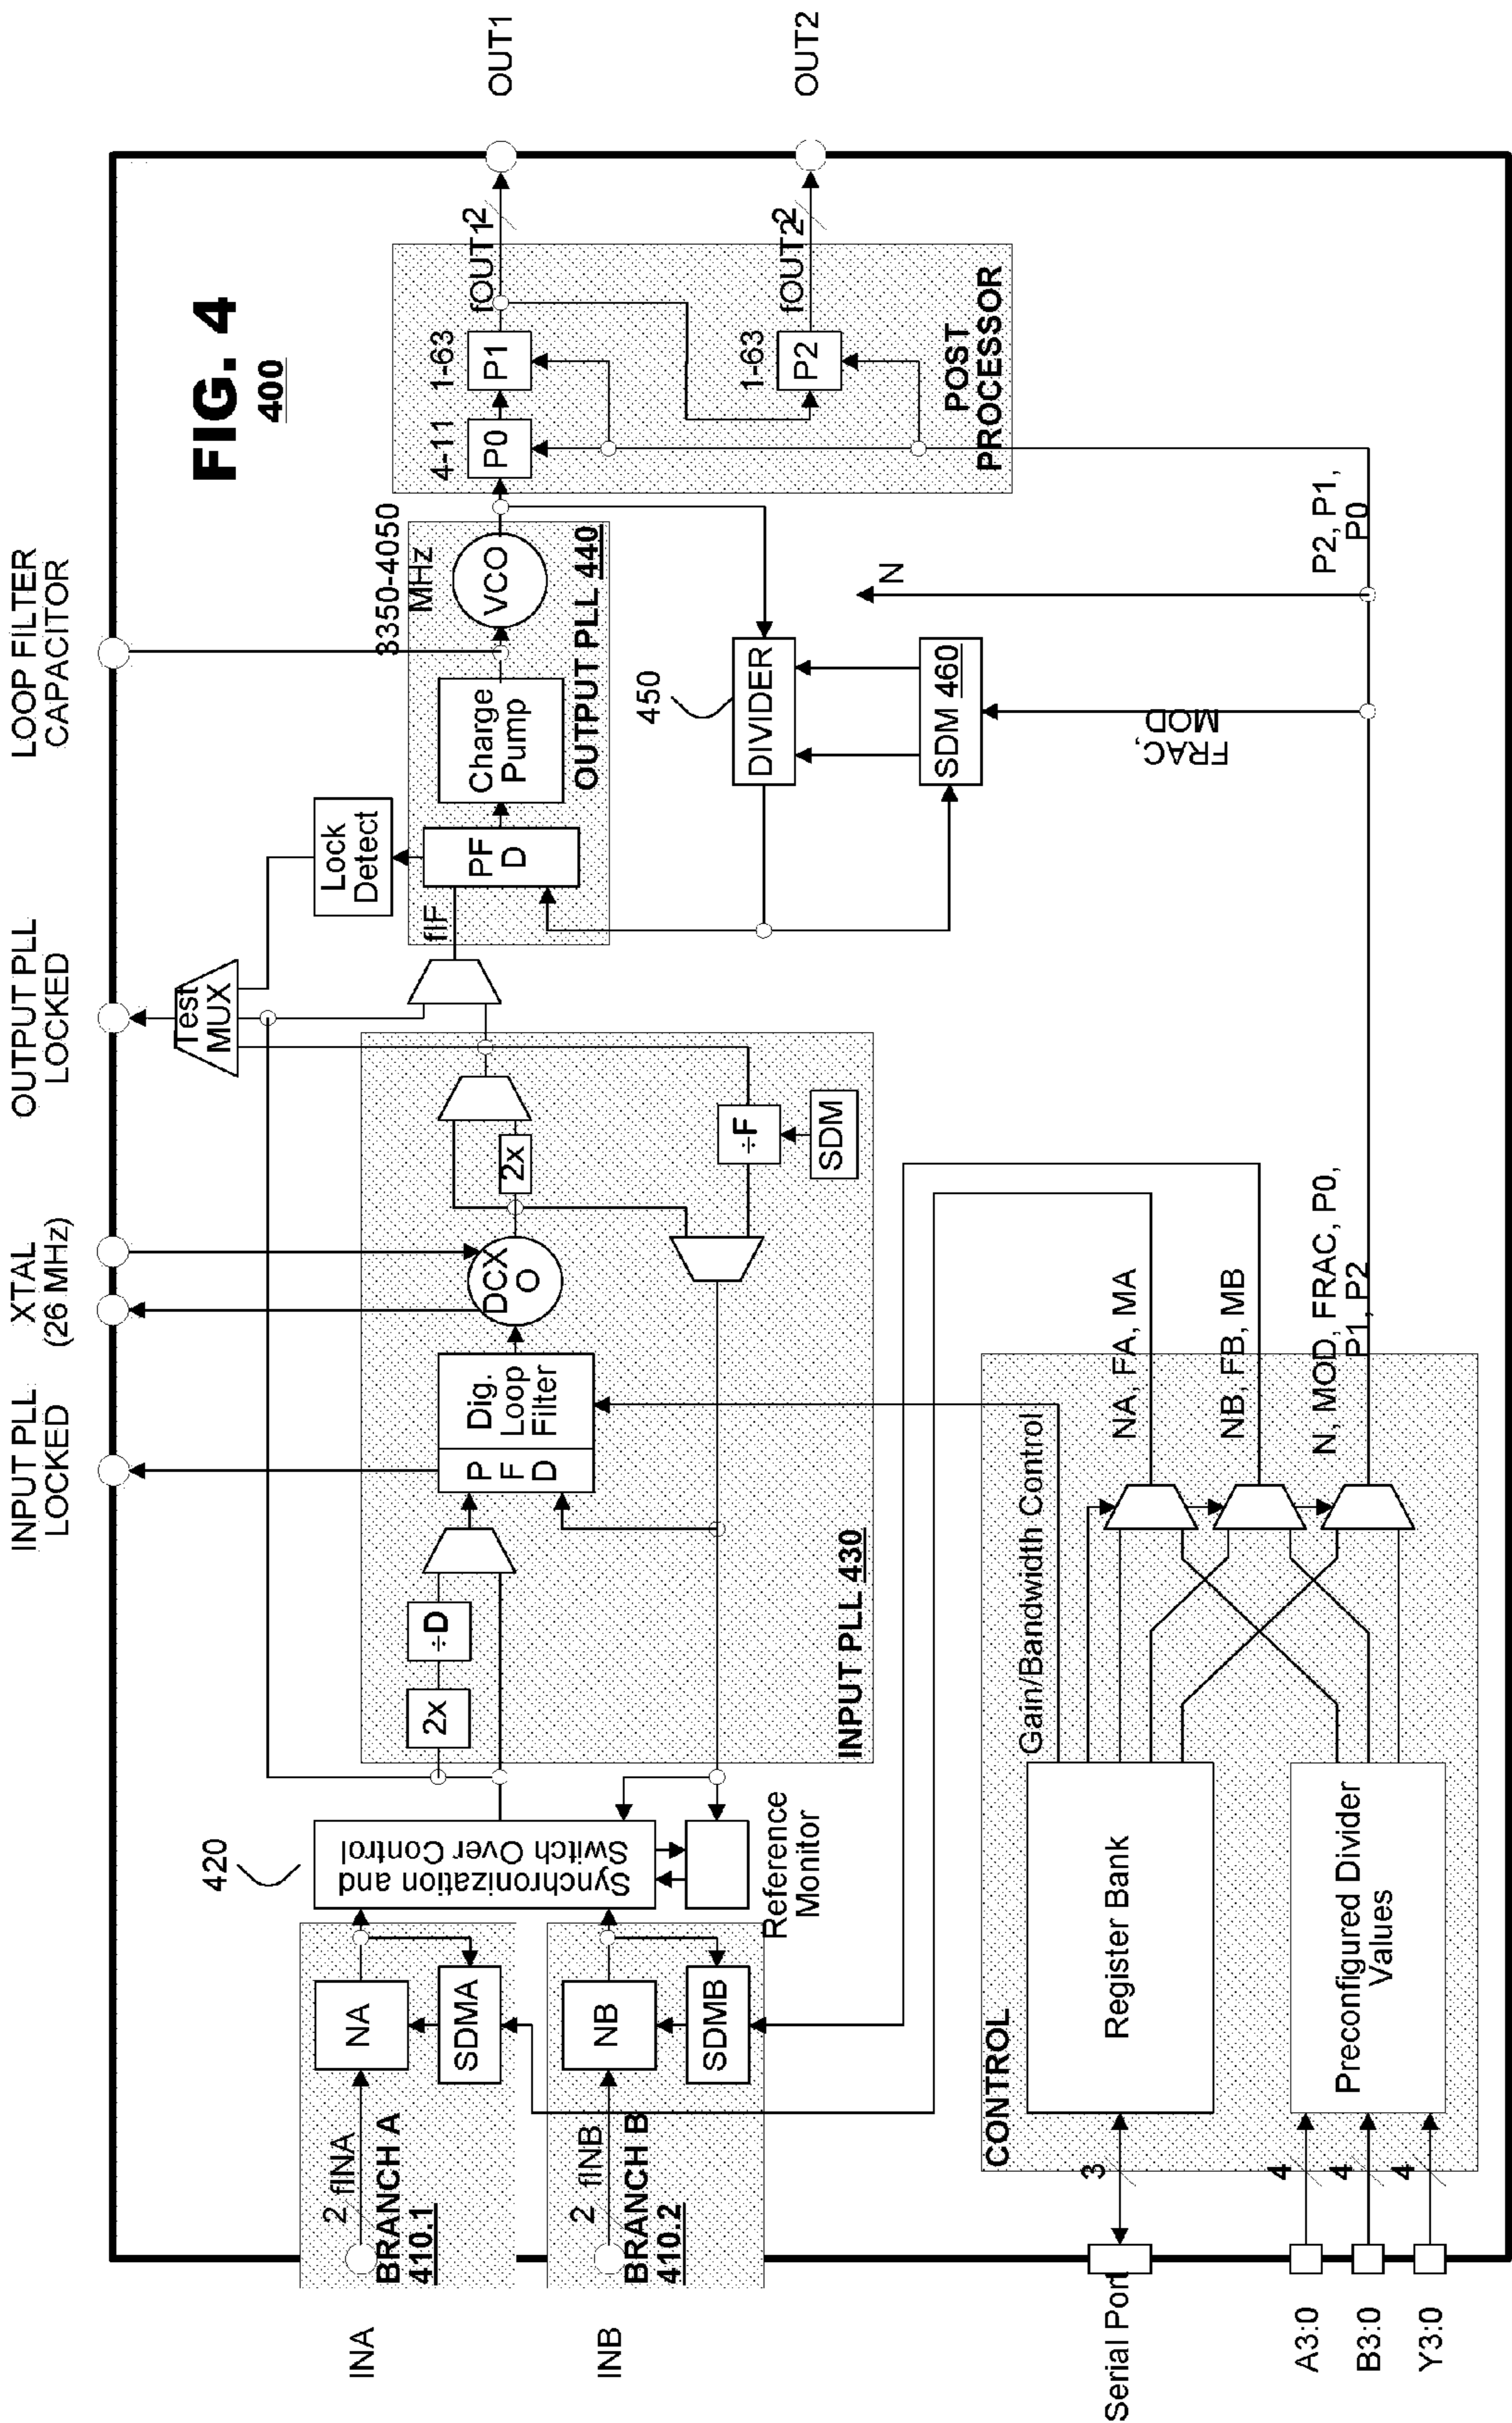 FIG. 4
400
INPUT PLL
LOCKED
XTAL
(26 MHz)
OUTPUT PLL
LOCKED
LOOP FILTER
CAPACITOR
INA
2
fINA
BRANCH A
410.1
NA
SDMA
INB
2
fINB
BRANCH B
410.2
NB
SDMB
420
Synchronization and
Switch Over Control
Reference
Monitor
2x
÷D
P
F
D
Dig.
Loop
Filter
DCX
O
2x
÷F
SDM
INPUT PLL 430
Test
MUX
Lock
Detect
fIF
PF
D
Charge
Pump
3350-4050
MHz
VCO
OUTPUT PLL 440
450
DIVIDER
SDM 460
FRAC,
MOD
N
P2, P1,
P0
4-11
P0
1-63
P1
fOUT1
2
OUT1
1-63
P2
fOUT2
2
OUT2
POST
PROCESSOR
CONTROL
Serial Port
3
Register Bank
Gain/Bandwidth Control
NA, FA, MA
NB, FB, MB
N, MOD, FRAC, P0,
P1, P2
A3:0
4
B3:0
4
Y3:0
4
Preconfigured Divider
Values